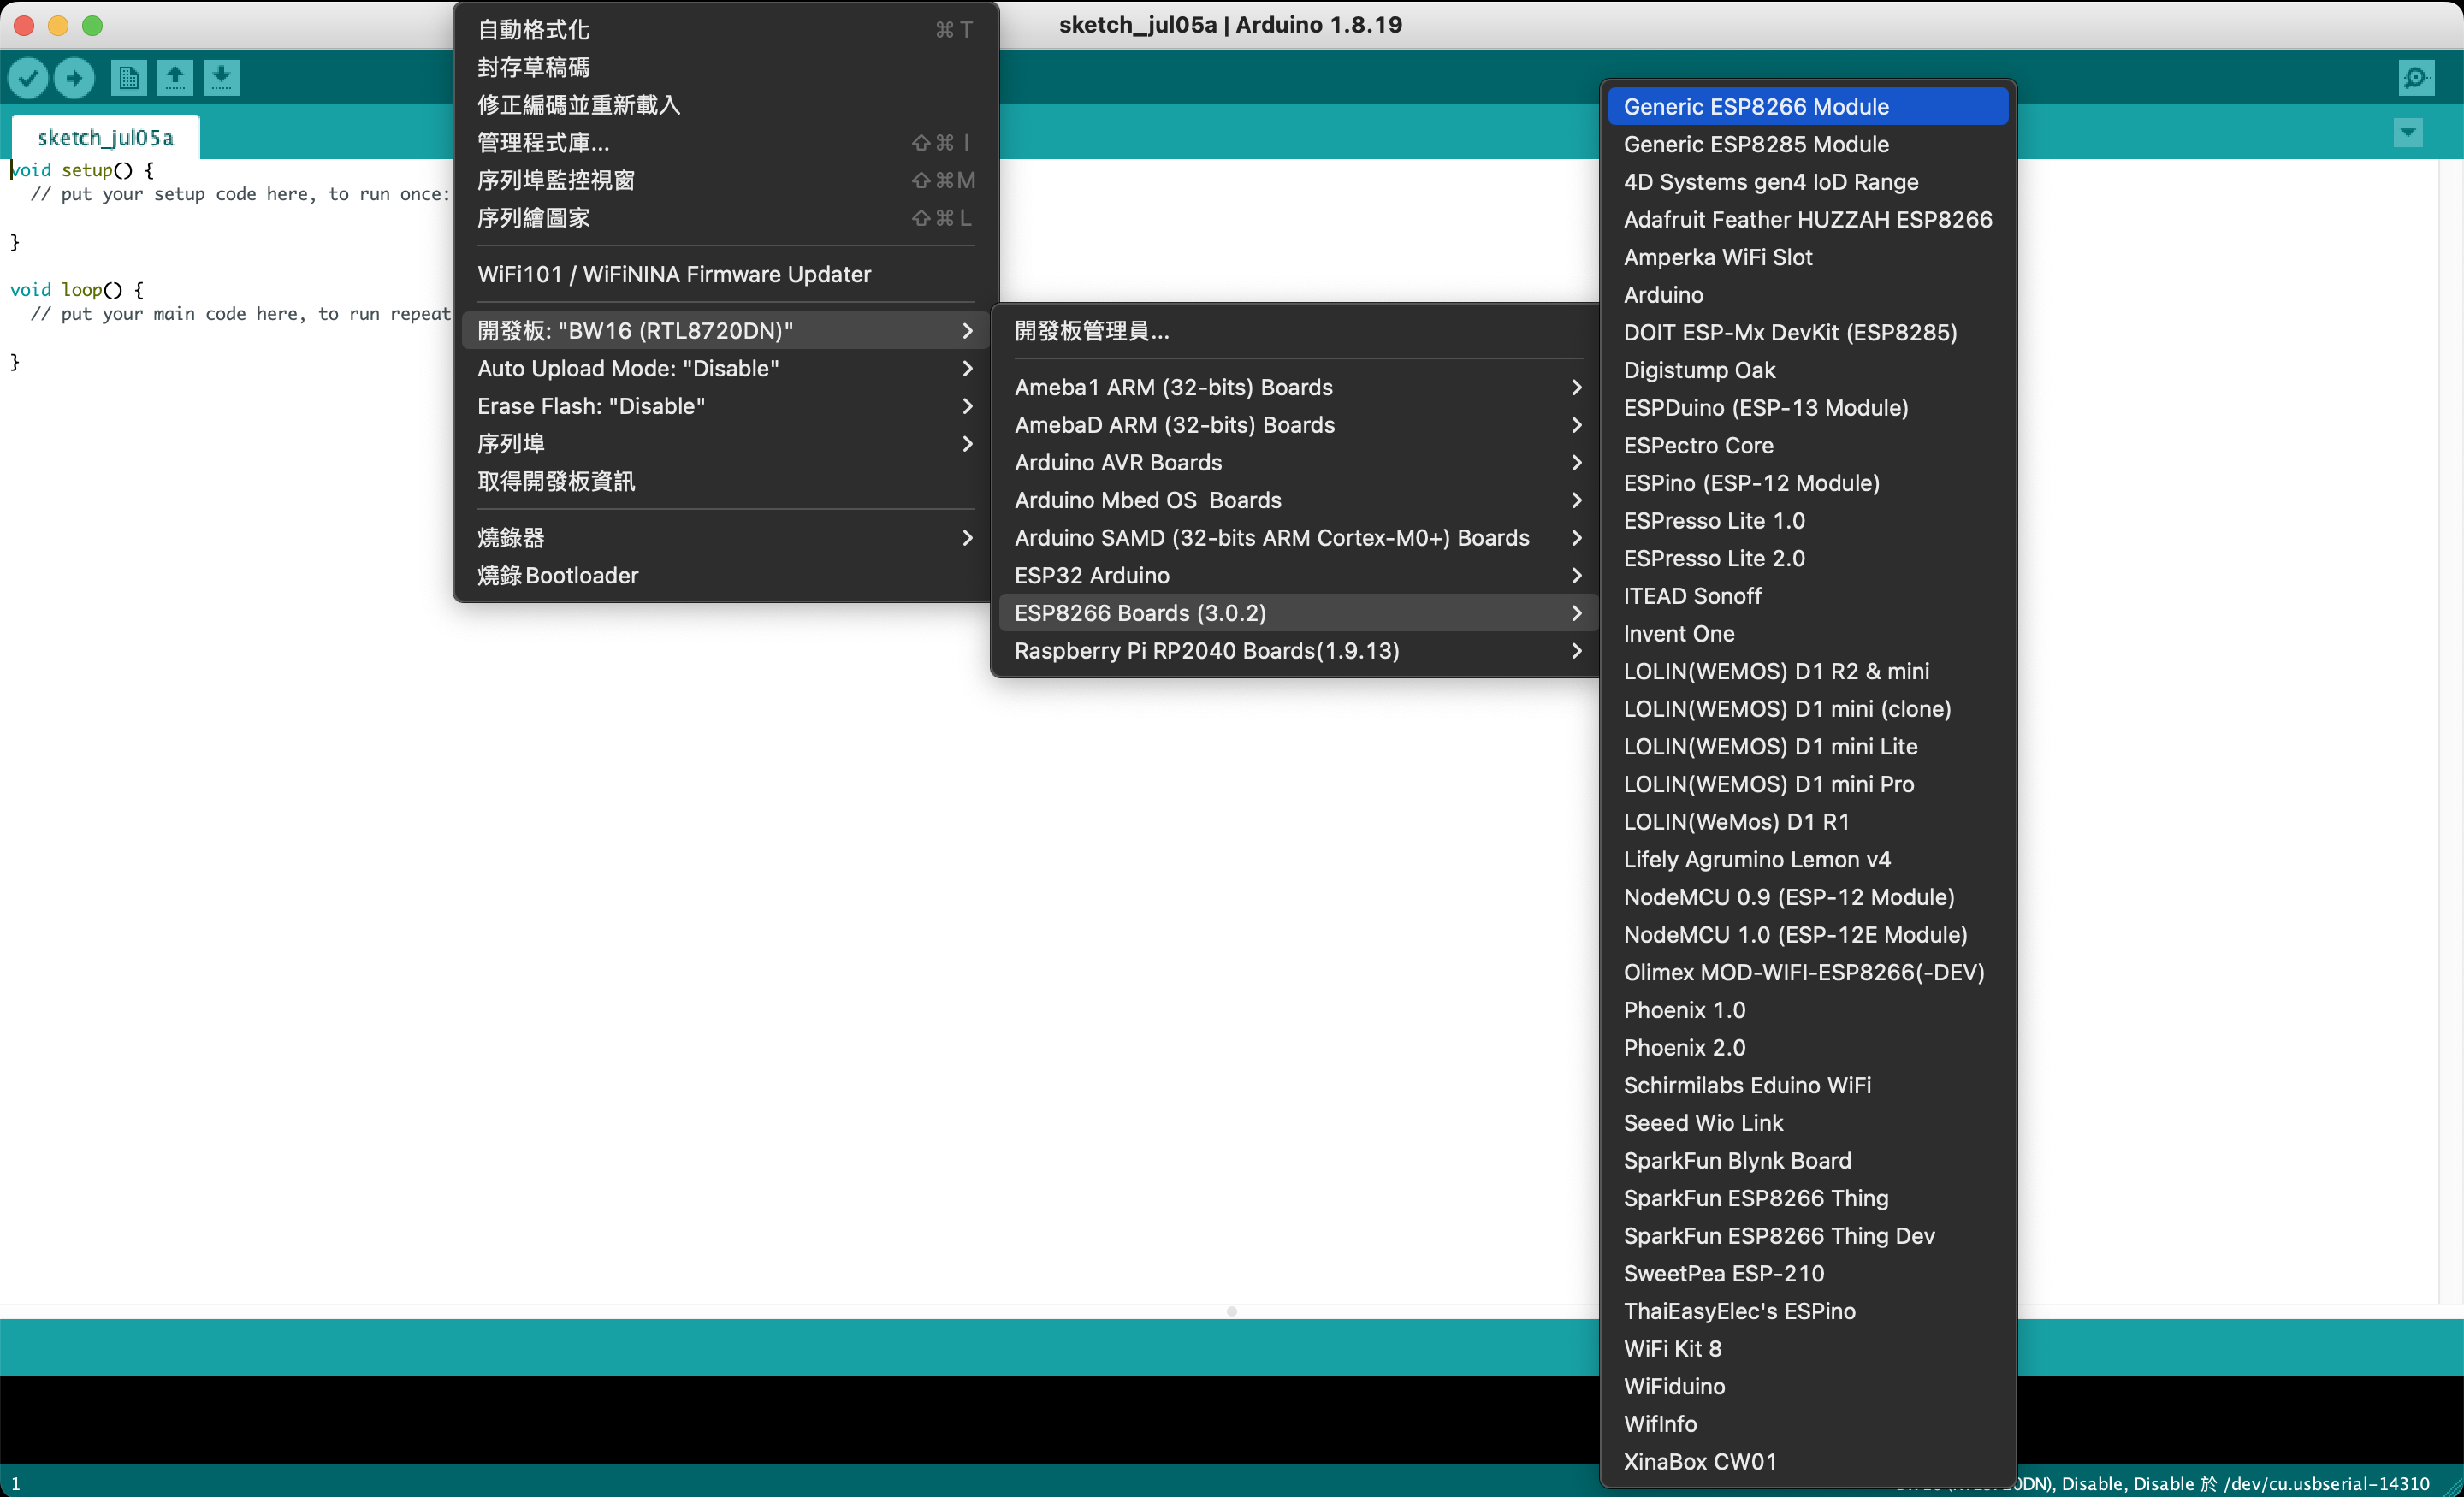 sketch_jul05a | Arduino 1.8.19
sketch_jul05a
void setup() {
// put your setup code here, to run once:
}
void loop() {
// put your main code here, to run repeat
}
自動格式化 ⌘T
封存草稿碼
修正編碼並重新載入
管理程式庫... ⇧⌘I
序列埠監控視窗 ⇧⌘M
序列繪圖家 ⇧⌘L
WiFi101 / WiFiNINA Firmware Updater
開發板: "BW16 (RTL8720DN)"
Auto Upload Mode: "Disable"
Erase Flash: "Disable"
序列埠
取得開發板資訊
燒錄器
燒錄Bootloader
開發板管理員...
Ameba1 ARM (32-bits) Boards
AmebaD ARM (32-bits) Boards
Arduino AVR Boards
Arduino Mbed OS Boards
Arduino SAMD (32-bits ARM Cortex-M0+) Boards
ESP32 Arduino
ESP8266 Boards (3.0.2)
Raspberry Pi RP2040 Boards(1.9.13)
Generic ESP8266 Module
Generic ESP8285 Module
4D Systems gen4 IoD Range
Adafruit Feather HUZZAH ESP8266
Amperka WiFi Slot
Arduino
DOIT ESP-Mx DevKit (ESP8285)
Digistump Oak
ESPDuino (ESP-13 Module)
ESPectro Core
ESPino (ESP-12 Module)
ESPresso Lite 1.0
ESPresso Lite 2.0
ITEAD Sonoff
Invent One
LOLIN(WEMOS) D1 R2 & mini
LOLIN(WEMOS) D1 mini (clone)
LOLIN(WEMOS) D1 mini Lite
LOLIN(WEMOS) D1 mini Pro
LOLIN(WeMos) D1 R1
Lifely Agrumino Lemon v4
NodeMCU 0.9 (ESP-12 Module)
NodeMCU 1.0 (ESP-12E Module)
Olimex MOD-WIFI-ESP8266(-DEV)
Phoenix 1.0
Phoenix 2.0
Schirmilabs Eduino WiFi
Seeed Wio Link
SparkFun Blynk Board
SparkFun ESP8266 Thing
SparkFun ESP8266 Thing Dev
SweetPea ESP-210
ThaiEasyElec's ESPino
WiFi Kit 8
WiFiduino
WifInfo
XinaBox CW01
1
0DN), Disable, Disable 於 /dev/cu.usbserial-14310